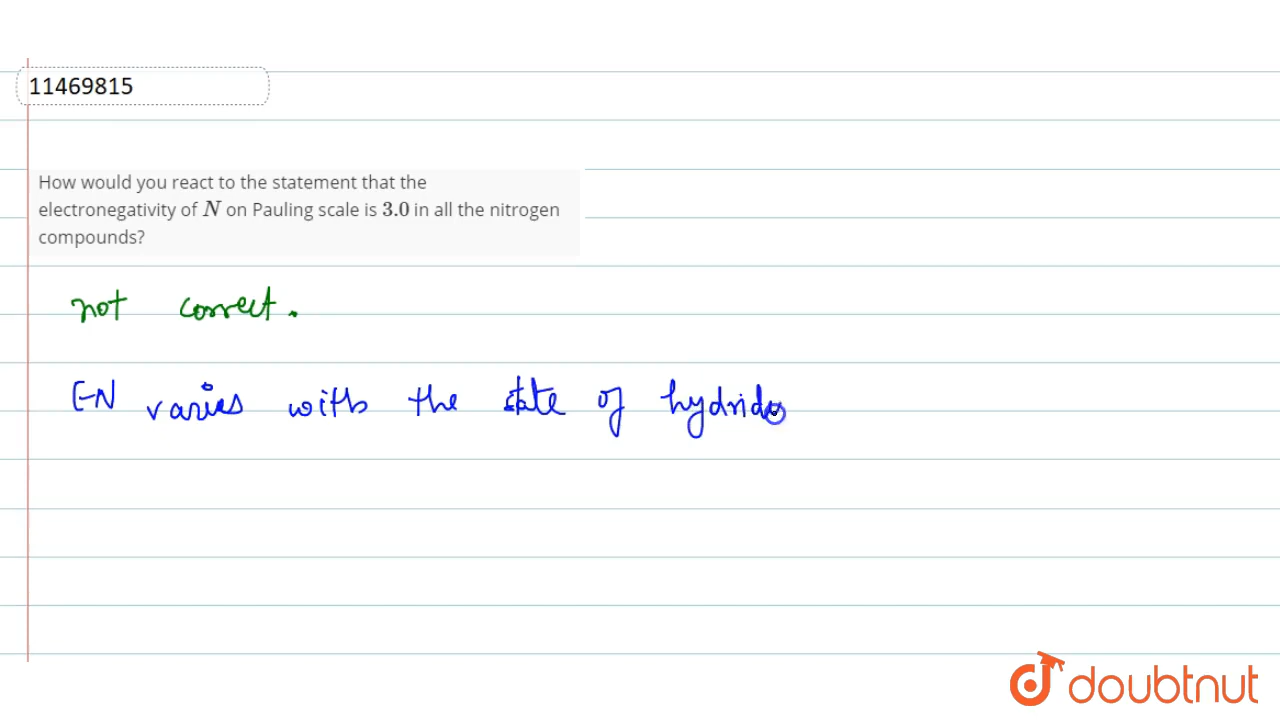 11469815
How would you react to the statement that the
electronegativity of N on Pauling scale is 3.0 in all the nitrogen
compounds?
not correct.
EN varies with the state of hydrid
doubtnut